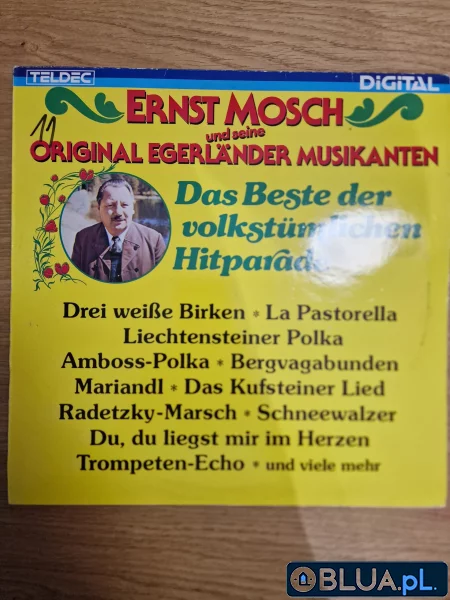 TELDEC
DiGiTAL
ERNST MOSCH
11
und seine
ORIGINAL EGERLÄNDER MUSIKANTEN
Das Beste der
volkstümlichen
Hitparade
Drei weiße Birken * La Pastorella
Liechtensteiner Polka
Amboss-Polka * Bergvagabunden
Mariandl * Das Kufsteiner Lied
Radetzky-Marsch * Schneewalzer
Du, du liegst mir im Herzen
Trompeten-Echo * und viele mehr
BLUA.pL.